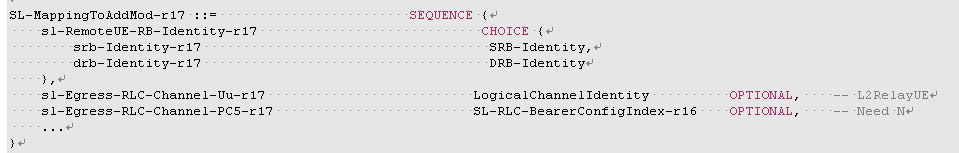 SL-MappingToAddMod-r17 ::= SEQUENCE {
sl-RemoteUE-RB-Identity-r17 CHOICE {
srb-Identity-r17 SRB-Identity,
drb-Identity-r17 DRB-Identity
},
sl-Egress-RLC-Channel-Uu-r17 LogicalChannelIdentity OPTIONAL, -- L2RelayUE
sl-Egress-RLC-Channel-PC5-r17 SL-RLC-BearerConfigIndex-r16 OPTIONAL, -- Need N
...
}